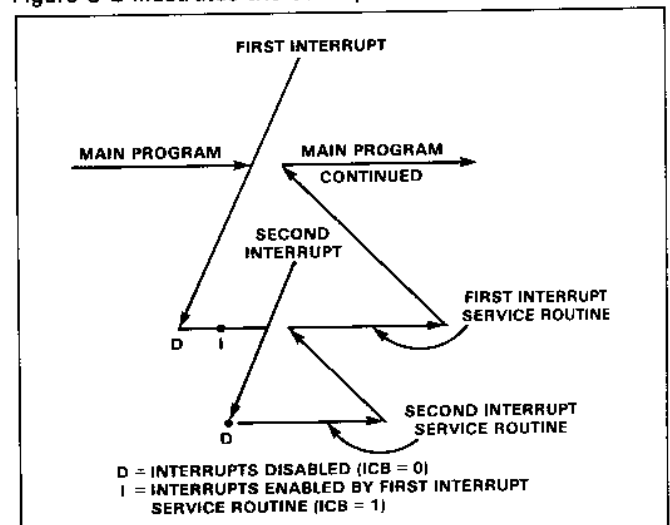 FIRST INTERRUPT
MAIN PROGRAM
MAIN PROGRAM
CONTINUED
SECOND
INTERRUPT
FIRST INTERRUPT
SERVICE ROUTINE
D
I
SECOND INTERRUPT
SERVICE ROUTINE
D
D = INTERRUPTS DISABLED (ICB = 0)
I = INTERRUPTS ENABLED BY FIRST INTERRUPT
SERVICE ROUTINE (ICB = 1)